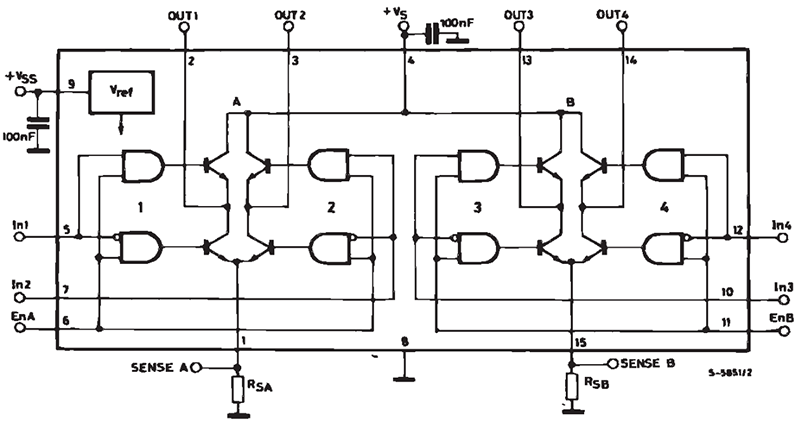 OUT1 OUT2 +VS 100nF OUT3 OUT4
2 3 4 13 14
+VSS 9 Vref A B
100nF
1 2 3 4
In1 5 12 In4
In2 7 10 In3
EnA 6 11 EnB
1 8 15
SENSE A SENSE B S-5851/2
RSA RSB